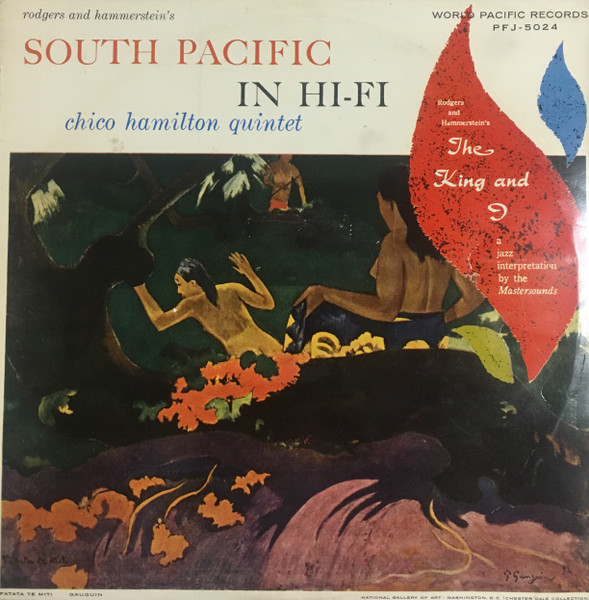 rodgers and hammerstein's
SOUTH PACIFIC
IN HI-FI
chico hamilton quintet
WORLD PACIFIC RECORDS
PFJ-5024
Rodgers
and
Hammerstein's
The
King and
I
a
jazz
interpretation
by the
Mastersounds
P. Gauguin 92
FATATA TE MITI GAUGUIN
NATIONAL GALLERY OF ART - WASHINGTON, D. C. (CHESTER DALE COLLECTION